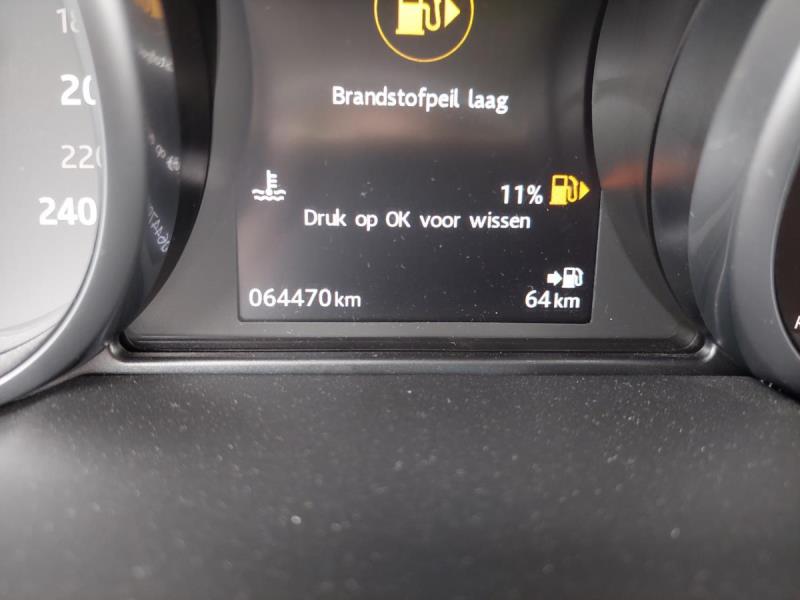 20
220
240
Brandstofpeil laag
11%
Druk op OK voor wissen
064470 km
64 km